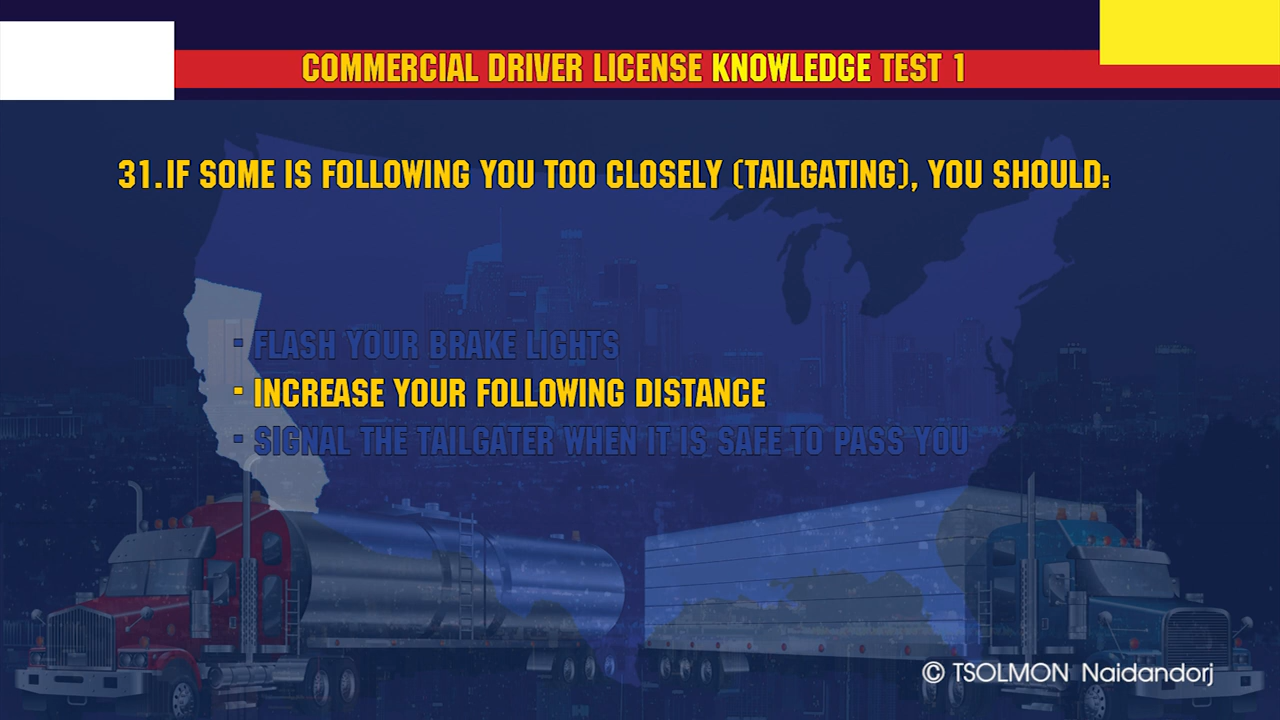 COMMERCIAL DRIVER LICENSE KNOWLEDGE TEST 1
31.IF SOME IS FOLLOWING YOU TOO CLOSELY (TAILGATING), YOU SHOULD:
· FLASH YOUR BRAKE LIGHTS
· INCREASE YOUR FOLLOWING DISTANCE
· SIGNAL THE TAILGATER WHEN IT IS SAFE TO PASS YOU
© TSOLMON Naidandorj